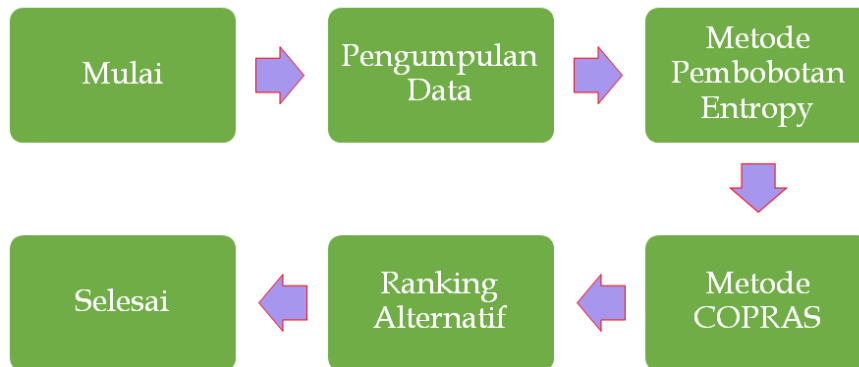 Mulai
Pengumpulan
Data
Metode
Pembobotan
Entropy
Selesai
Ranking
Alternatif
Metode
COPRAS